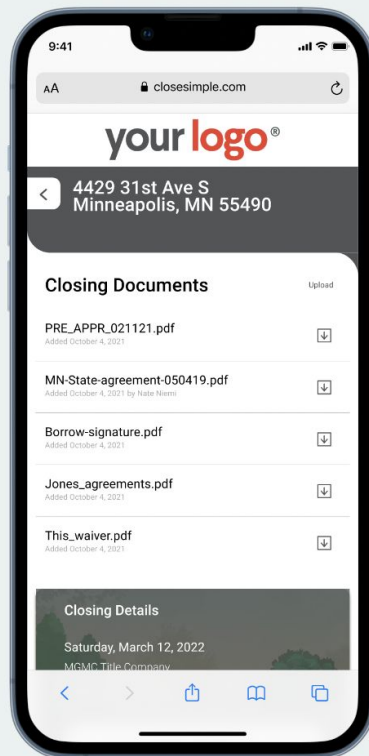 9:41
AA closesimple.com
your logo®
4429 31st Ave S
Minneapolis, MN 55490
Closing Documents
Upload
PRE_APPR_021121.pdf
Added October 4, 2021
MN-State-agreement-050419.pdf
Added October 4, 2021 by Nate Niemi
Borrow-signature.pdf
Added October 4, 2021
Jones_agreements.pdf
Added October 4, 2021
This_waiver.pdf
Added October 4, 2021
Closing Details
Saturday, March 12, 2022
MGMC Title Company